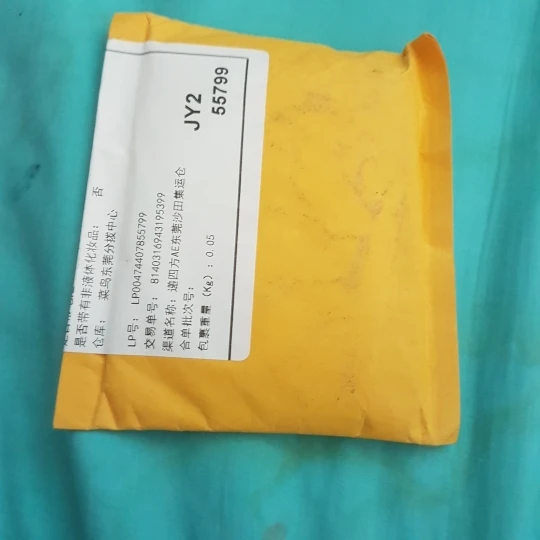 JY2
55799
是否带有非液体化妆品： 否
仓库： 菜鸟东莞分拨中心
LP号： LP00474407855799
交易单号： 8140316943195399
渠道名称：递四方AE东莞沙田集运仓
合单批次号：
包裹重量（Kg）：0.05